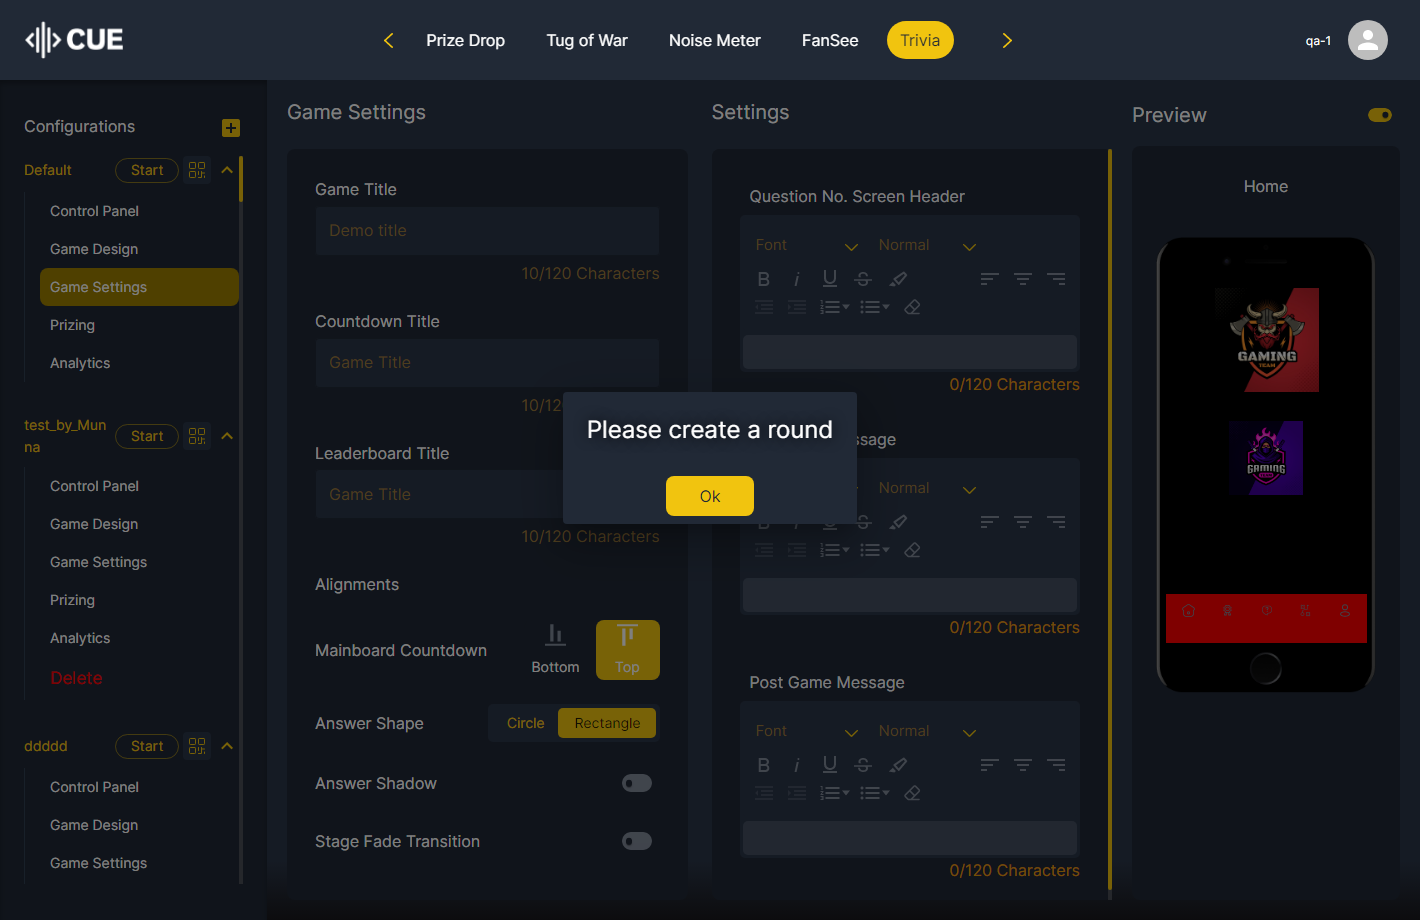 CUE
Prize Drop
Tug of War
Noise Meter
FanSee
Trivia
qa-1
Configurations
Default
Start
Control Panel
Game Design
Game Settings
Prizing
Analytics
test_by_Mun
na
Start
Control Panel
Game Design
Game Settings
Prizing
Analytics
Delete
ddddd
Start
Control Panel
Game Design
Game Settings
Game Settings
Game Title
Demo title
10/120 Characters
Countdown Title
Game Title
10/12
Leaderboard Title
Game Title
10/120 Characters
Alignments
Mainboard Countdown
Bottom
Top
Answer Shape
Circle
Rectangle
Answer Shadow
Stage Fade Transition
Settings
Question No. Screen Header
Font
Normal
0/120 Characters
Normal
0/120 Characters
Post Game Message
Font
Normal
0/120 Characters
Please create a round
Ok
Preview
Home
GAMING
TEAM
GAMING